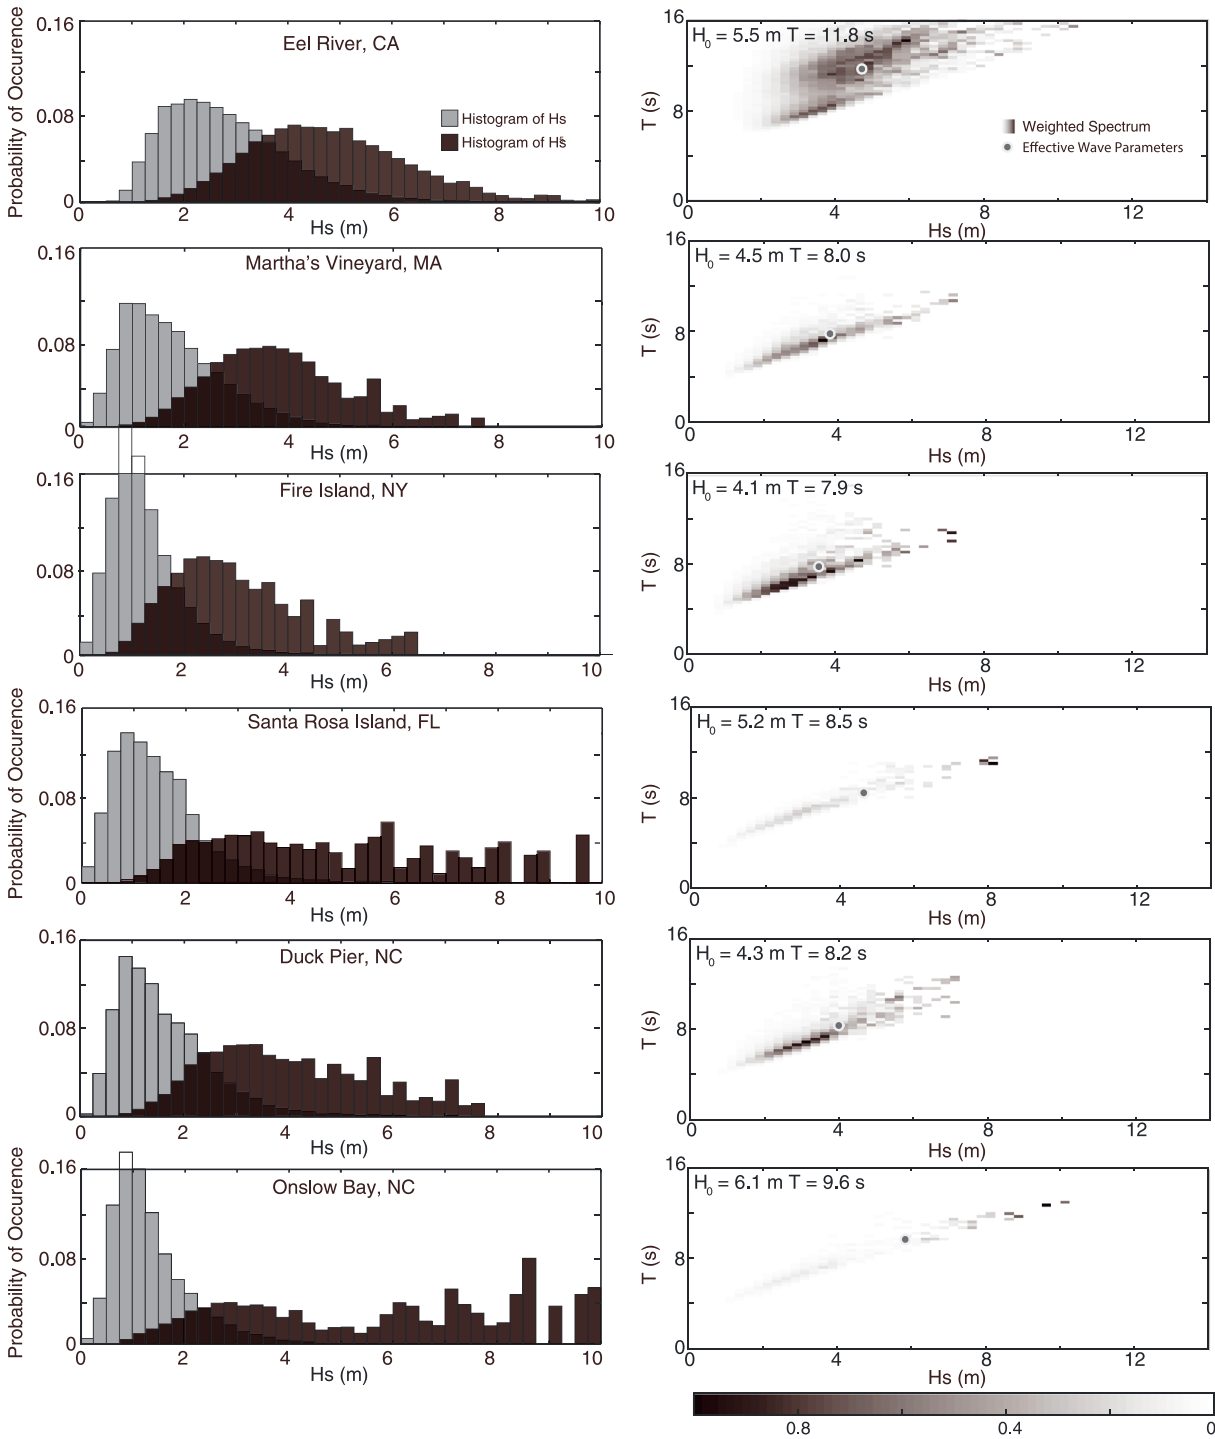 Probability of Occurence
0.16
0.08
0
Eel River, CA
Histogram of Hs
Histogram of Hs
0 2 4 6 8 10
Hs (m)
16
8
0
T (s)
H0 = 5.5 m T = 11.8 s
Weighted Spectrum
Effective Wave Parameters
0 4 8 12
Hs (m)
0.16
0.08
0
Martha's Vineyard, MA
0 2 4 6 8 10
Hs (m)
16
8
0
T (s)
H0 = 4.5 m T = 8.0 s
0 4 8 12
Hs (m)
0.16
0.08
0
Fire Island, NY
0 2 4 6 8 10
Hs (m)
16
8
0
T (s)
H0 = 4.1 m T = 7.9 s
0 4 8 12
Hs (m)
Probability of Occurence
0.16
0.08
0
Santa Rosa Island, FL
0 2 4 6 8 10
Hs (m)
16
8
0
T (s)
H0 = 5.2 m T = 8.5 s
0 4 8 12
Hs (m)
0.16
0.08
0
Duck Pier, NC
0 2 4 6 8 10
Hs (m)
16
8
0
T (s)
H0 = 4.3 m T = 8.2 s
0 4 8 12
Hs (m)
Probability of Occurence
0.16
0.08
0
Onslow Bay, NC
0 2 4 6 8 10
Hs (m)
16
8
0
T (s)
H0 = 6.1 m T = 9.6 s
0 4 8 12
Hs (m)
0.8 0.4 0